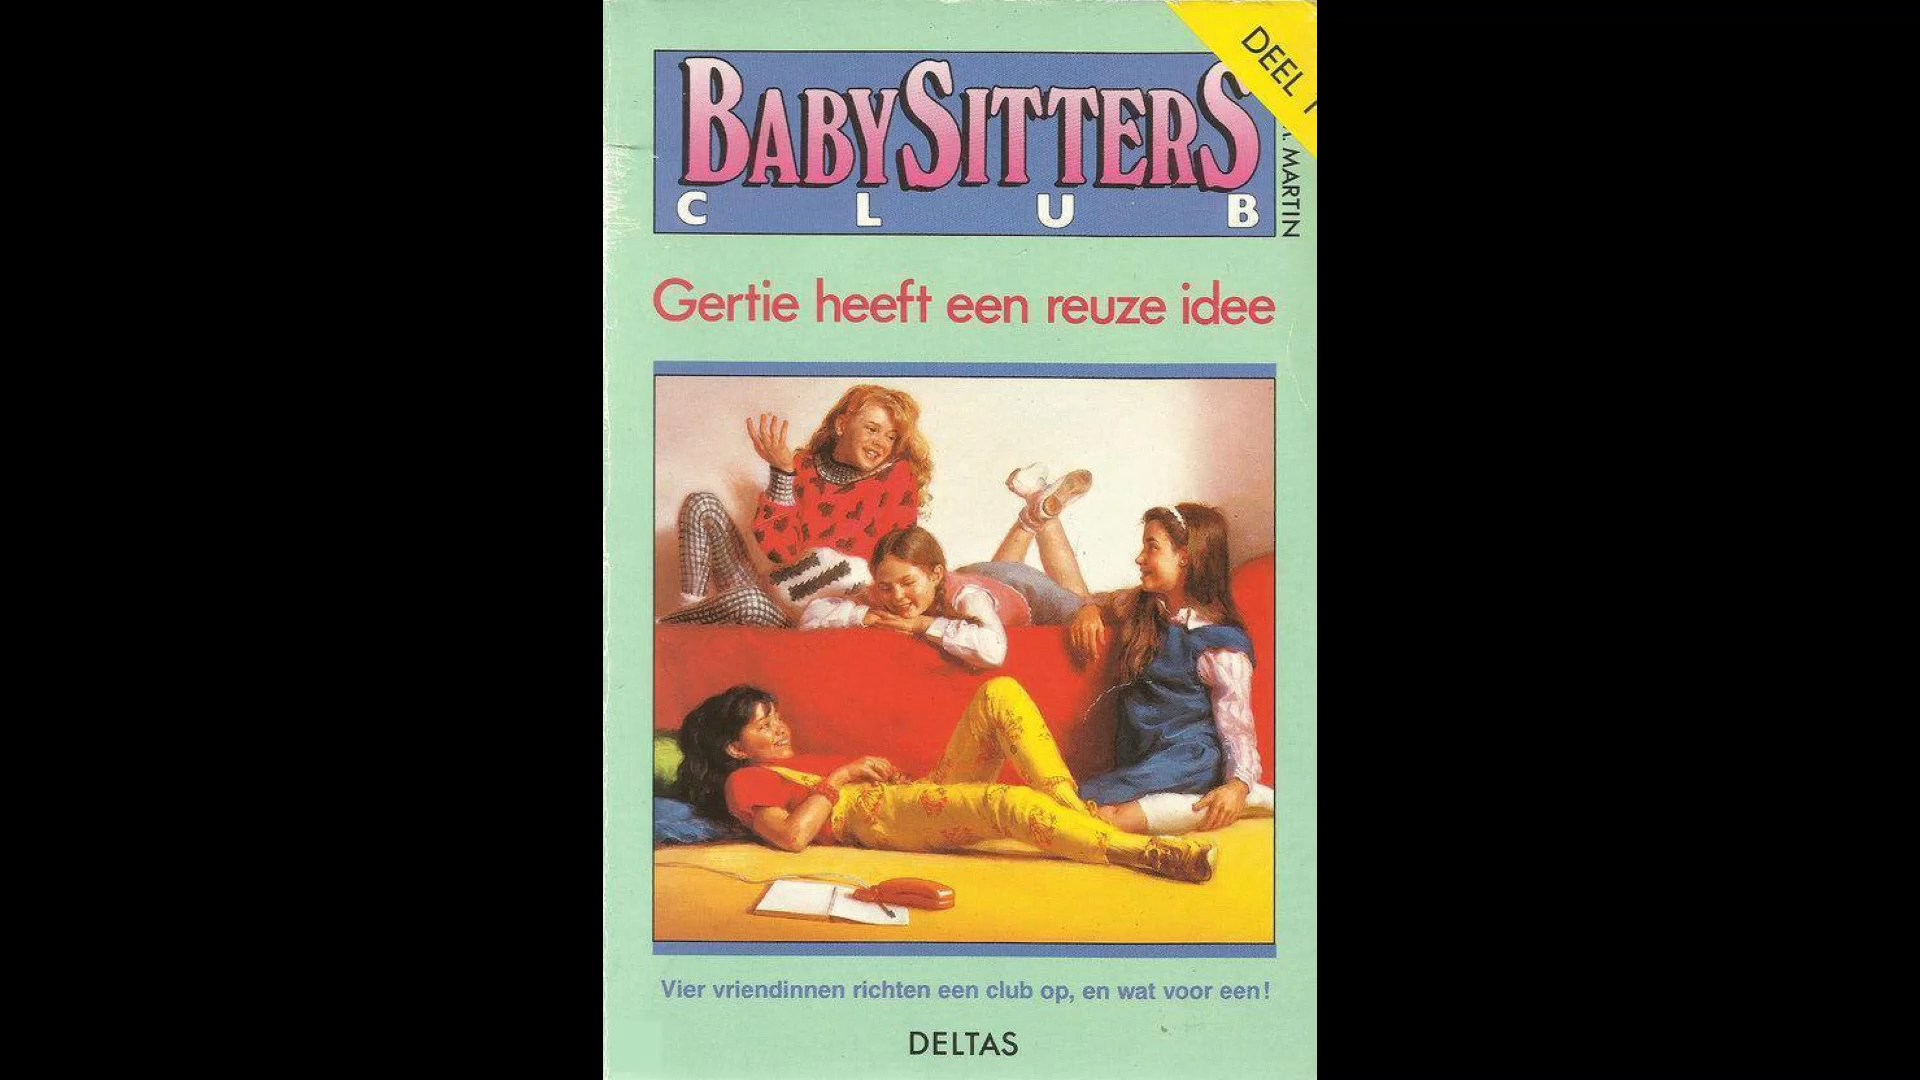 DEEL 1
BABYSITTERS
CLUB
MARTIN
Gertie heeft een reuze idee
Vier vriendinnen richten een club op, en wat voor een!
DELTAS